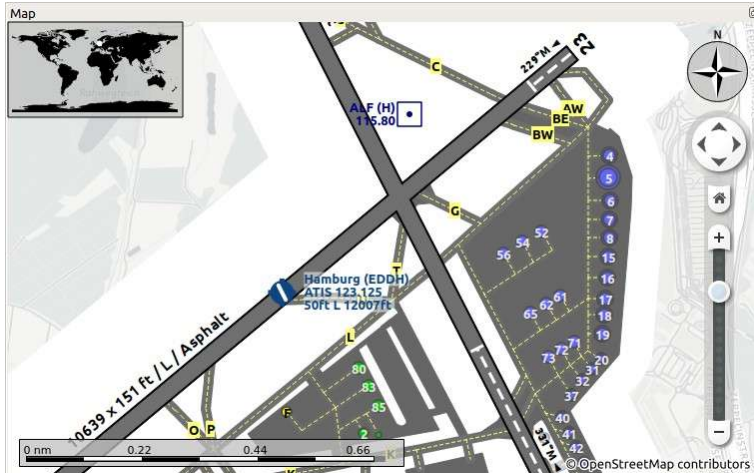 Map
N
229°M
23
C
ALF (H)
115.80
AW
BE
BW
4
5
6
7
8
15
16
17
18
19
20
31
32
37
40
41
42
G
52
54
56
T
Hamburg (EDDH)
ATIS 123.125
50ft L 12007ft
61
62
65
71
72
73
L
10639 x 151 ft / L / Asphalt
80
83
85
F
2
O
P
K
331°M
0 nm 0.22 0.44 0.66
© OpenStreetMap contributors